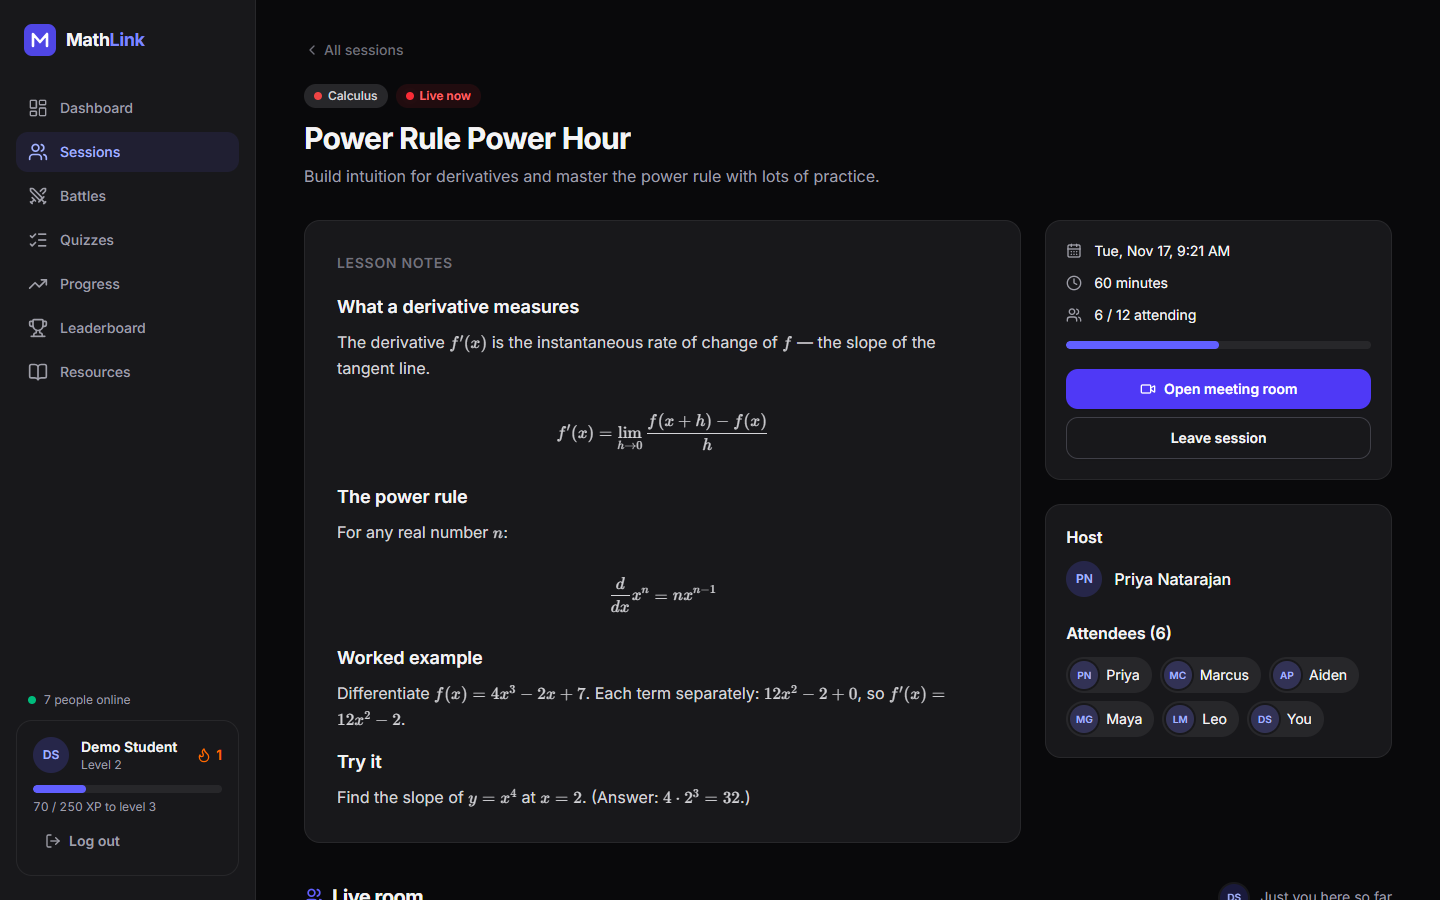 MathLink
Dashboard
Sessions
Battles
Quizzes
Progress
Leaderboard
Resources
7 people online
DS
Demo Student
Level 2
1
70 / 250 XP to level 3
Log out
All sessions
Calculus
Live now
Power Rule Power Hour
Build intuition for derivatives and master the power rule with lots of practice.
LESSON NOTES
What a derivative measures
The derivative f′(x) is the instantaneous rate of change of f — the slope of the
tangent line.
f′(x) = lim h→0 (f(x + h) − f(x)) / h
The power rule
For any real number n:
d/dx xⁿ = nxⁿ⁻¹
Worked example
Differentiate f(x) = 4x³ − 2x + 7. Each term separately: 12x² − 2 + 0, so f′(x) =
12x² − 2.
Try it
Find the slope of y = x⁴ at x = 2. (Answer: 4 · 2³ = 32.)
Tue, Nov 17, 9:21 AM
60 minutes
6 / 12 attending
Open meeting room
Leave session
Host
PN Priya Natarajan
Attendees (6)
PN Priya MC Marcus AP Aiden
MG Maya LM Leo DS You
Live room
DS Just you here so far